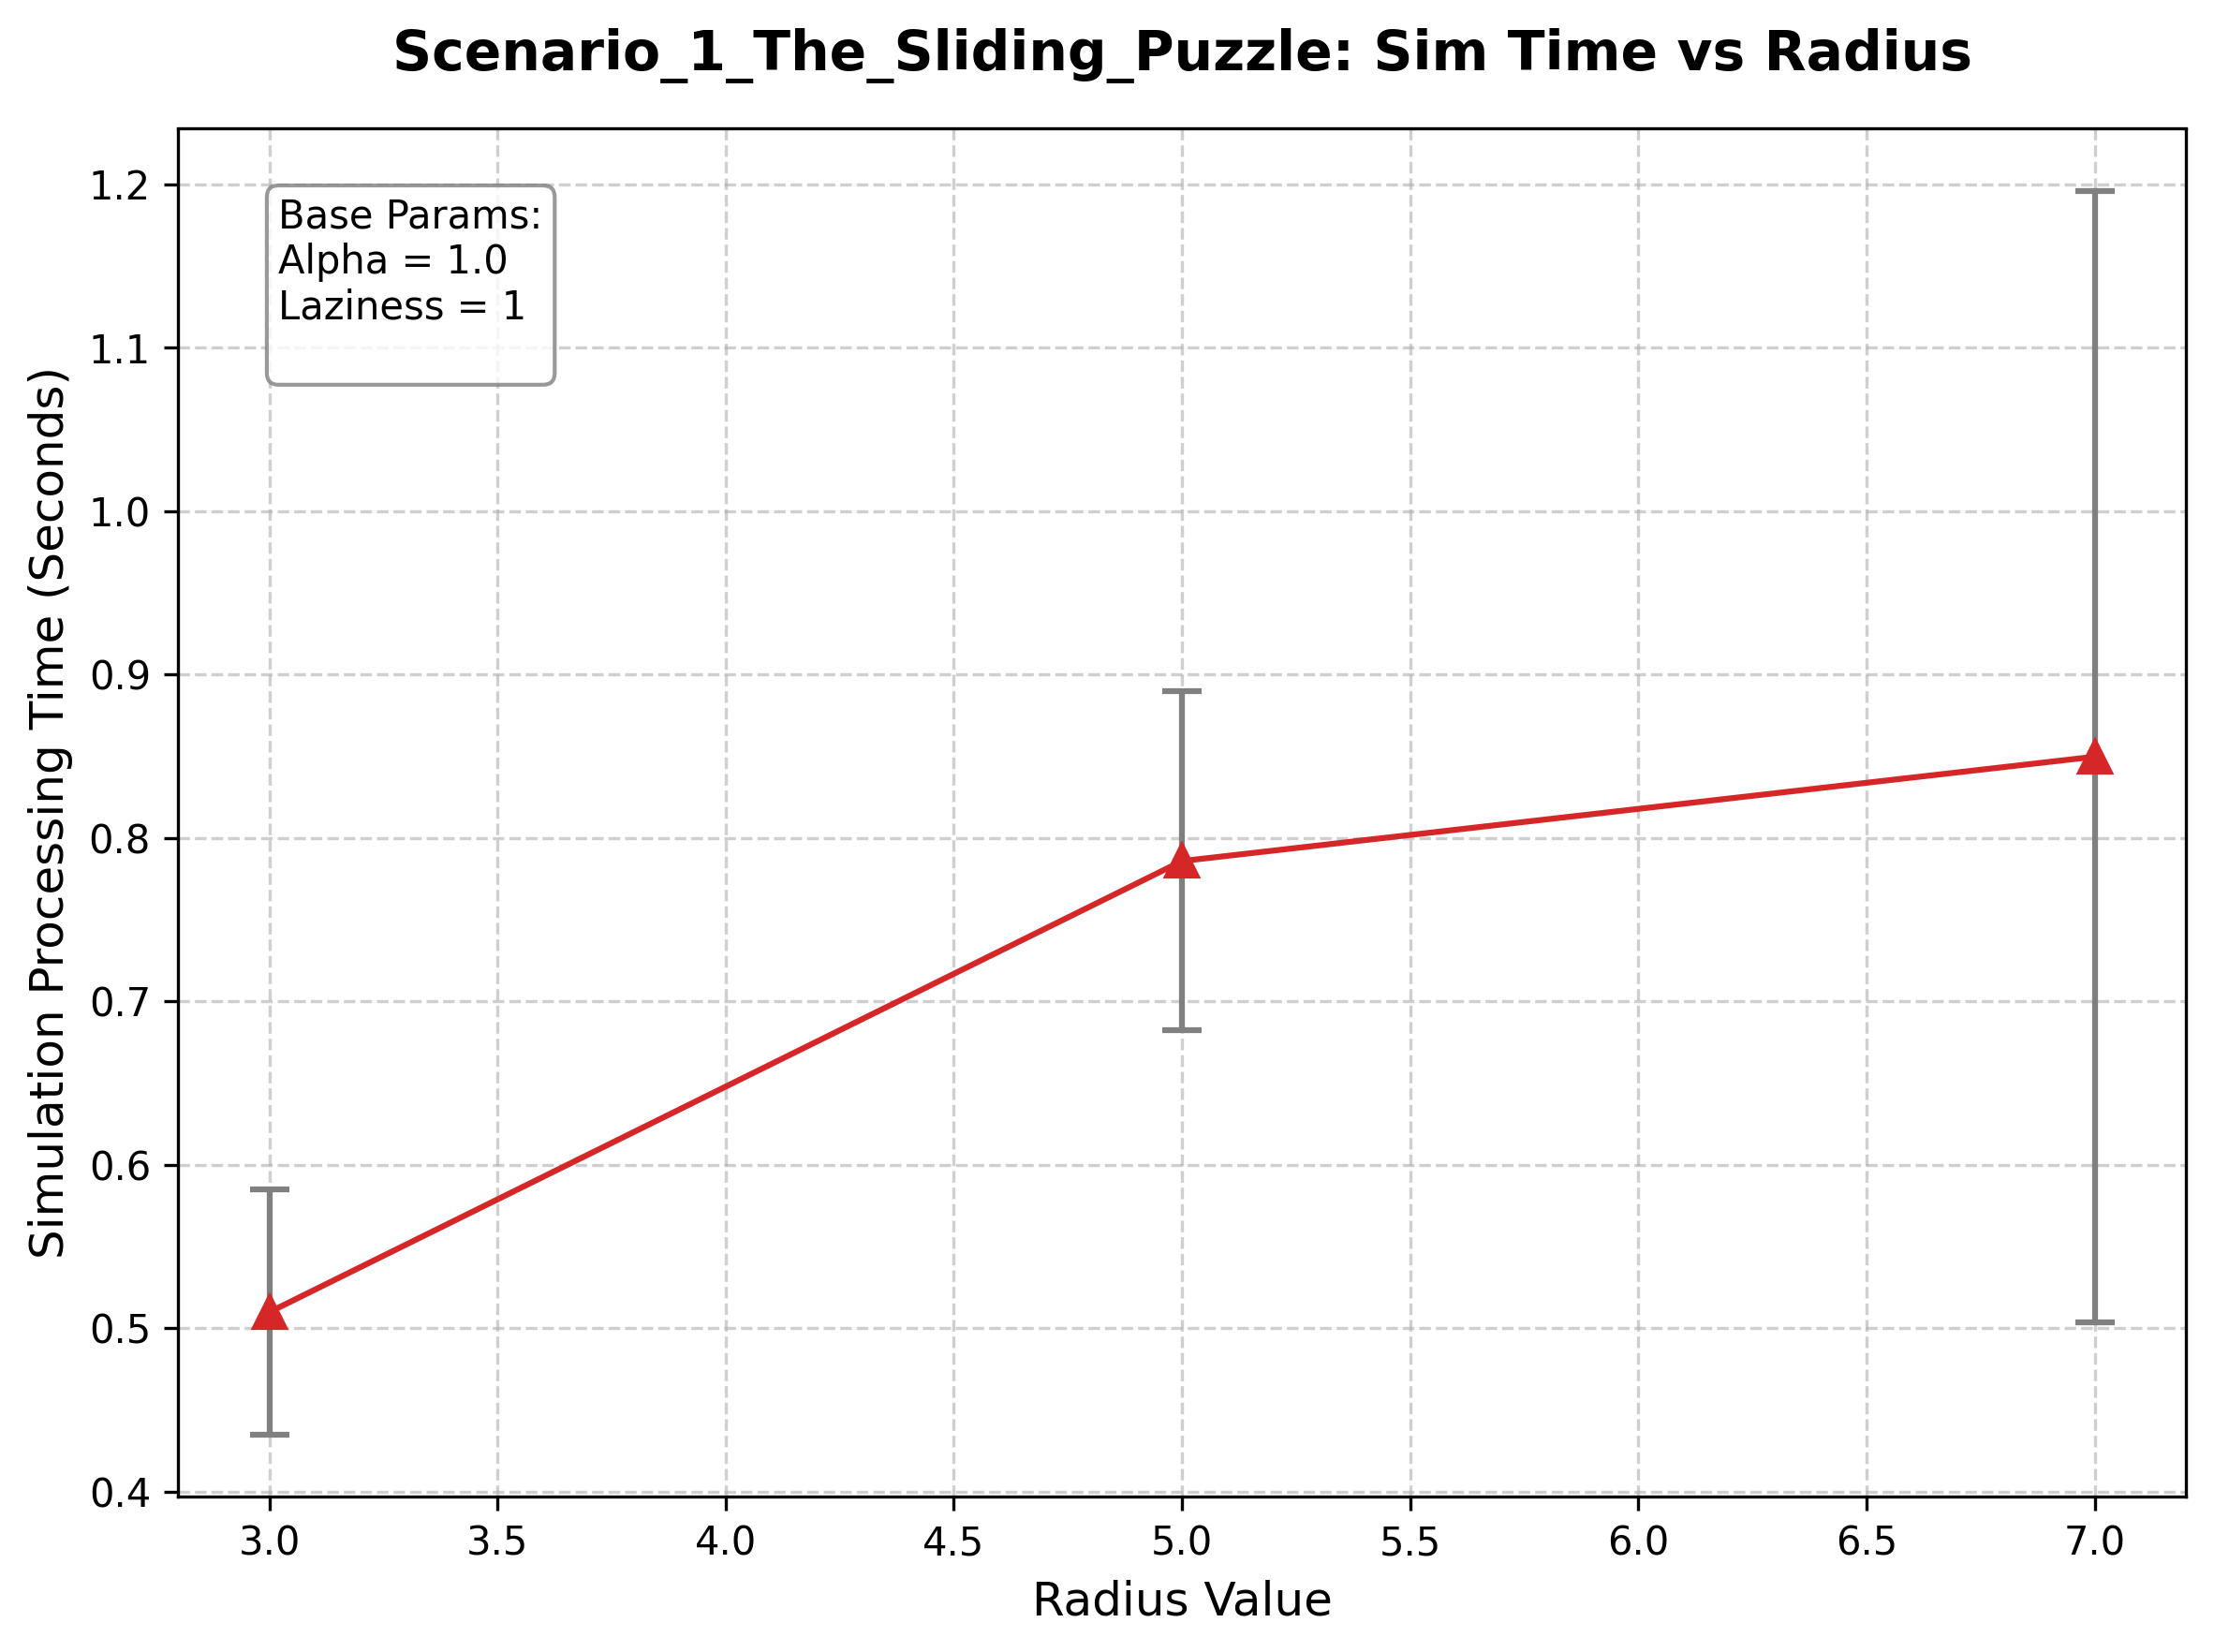 Scenario_1_The_Sliding_Puzzle: Sim Time vs Radius
Base Params:
Alpha = 1.0
Laziness = 1
Simulation Processing Time (Seconds)
1.2
1.1
1.0
0.9
0.8
0.7
0.6
0.5
0.4
3.0 3.5 4.0 4.5 5.0 5.5 6.0 6.5 7.0
Radius Value